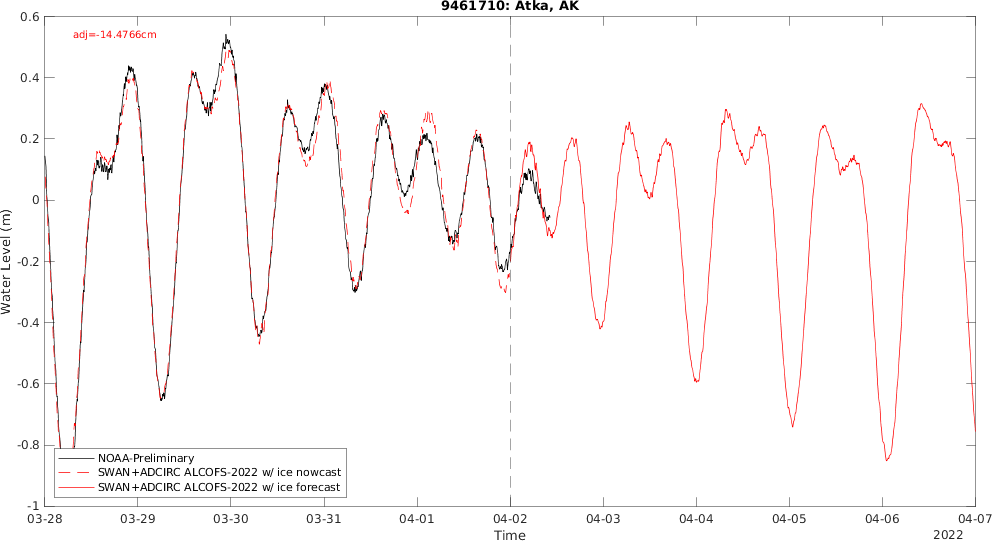 9461710: Atka, AK
adj=-14.4766cm
0.6
0.4
0.2
0
-0.2
-0.4
-0.6
-0.8
-1
Water Level (m)
NOAA-Preliminary
SWAN+ADCIRC ALCOFS-2022 w/ ice nowcast
SWAN+ADCIRC ALCOFS-2022 w/ ice forecast
03-28 03-29 03-30 03-31 04-01 04-02 04-03 04-04 04-05 04-06 04-07
Time
2022